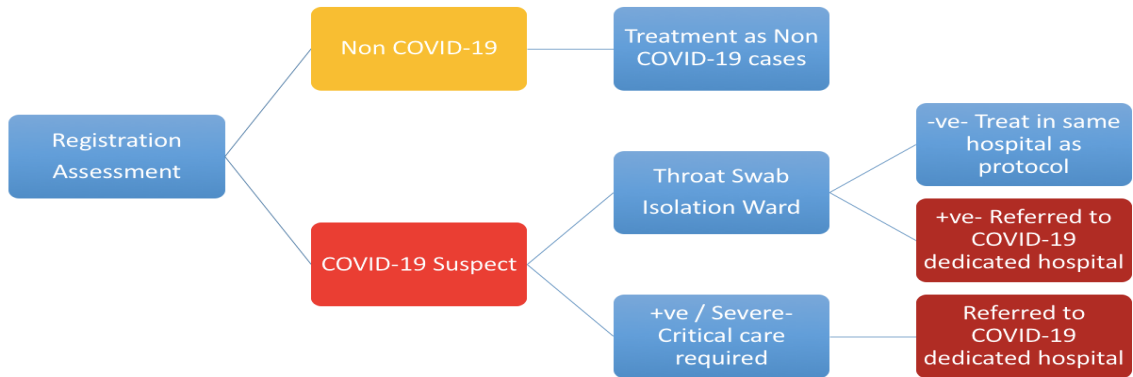 Non COVID-19
Treatment as Non
COVID-19 cases
Registration
Assessment
-ve- Treat in same
hospital as
protocol
Throat Swab
Isolation Ward
+ve- Referred to
COVID-19
dedicated hospital
COVID-19 Suspect
+ve / Severe-
Critical care
required
Referred to
COVID-19
dedicated hospital